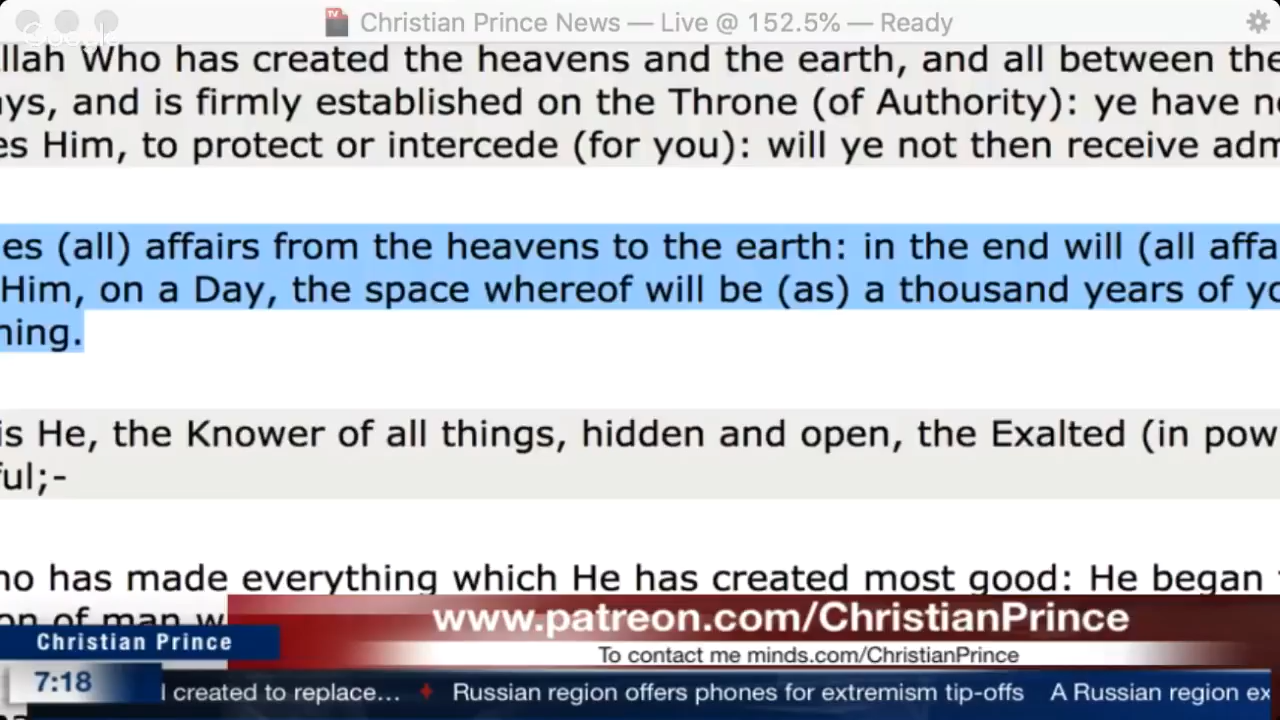 Christian Prince News — Live @ 152.5% — Ready
Google
llah Who has created the heavens and the earth, and all between the
ys, and is firmly established on the Throne (of Authority): ye have n
es Him, to protect or intercede (for you): will ye not then receive adm
es (all) affairs from the heavens to the earth: in the end will (all affa
Him, on a Day, the space whereof will be (as) a thousand years of yo
ning.
is He, the Knower of all things, hidden and open, the Exalted (in pow
ful;-
ho has made everything which He has created most good: He began
on of man w
www.patreon.com/ChristianPrince
Christian Prince
To contact me minds.com/ChristianPrince
7:18
l created to replace... ♦ Russian region offers phones for extremism tip-offs A Russian region ex